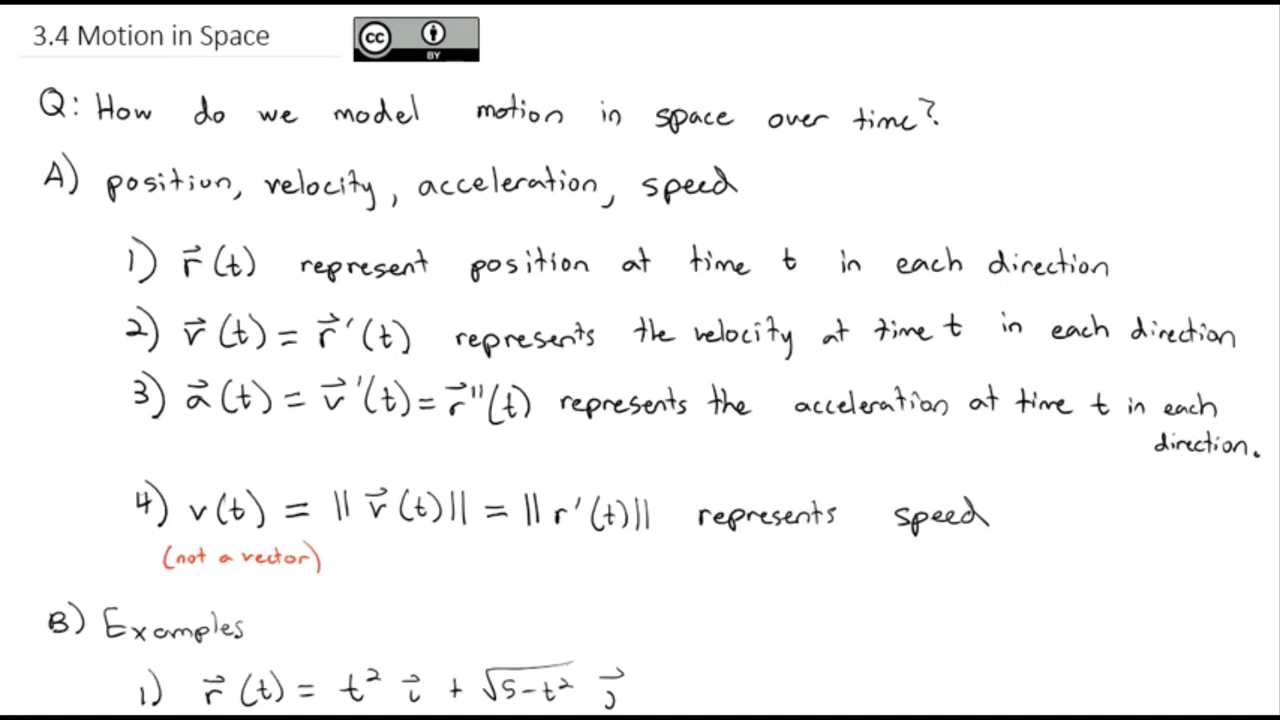 3.4 Motion in Space
cc BY
Q: How do we model motion in space over time?
A) position, velocity, acceleration, speed
1) r⃗(t) represent position at time t in each direction
2) v⃗(t) = r⃗'(t) represents the velocity at time t in each direction
3) a⃗(t) = v⃗'(t) = r⃗''(t) represents the acceleration at time t in each
direction.
4) v(t) = ||v⃗(t)|| = ||r'(t)|| represents speed
(not a vector)
B) Examples
1) r⃗(t) = t² i⃗ + √(5-t²) j⃗